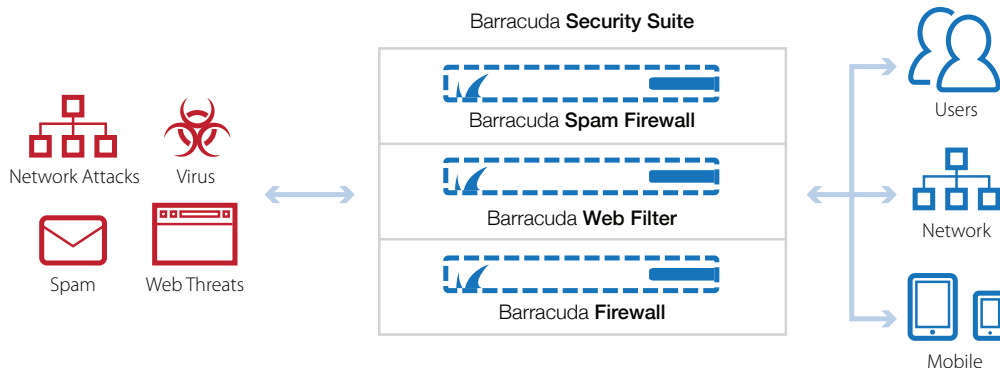 Barracuda Security Suite
Network Attacks
Virus
Spam
Web Threats
Barracuda Spam Firewall
Barracuda Web Filter
Barracuda Firewall
Users
Network
Mobile